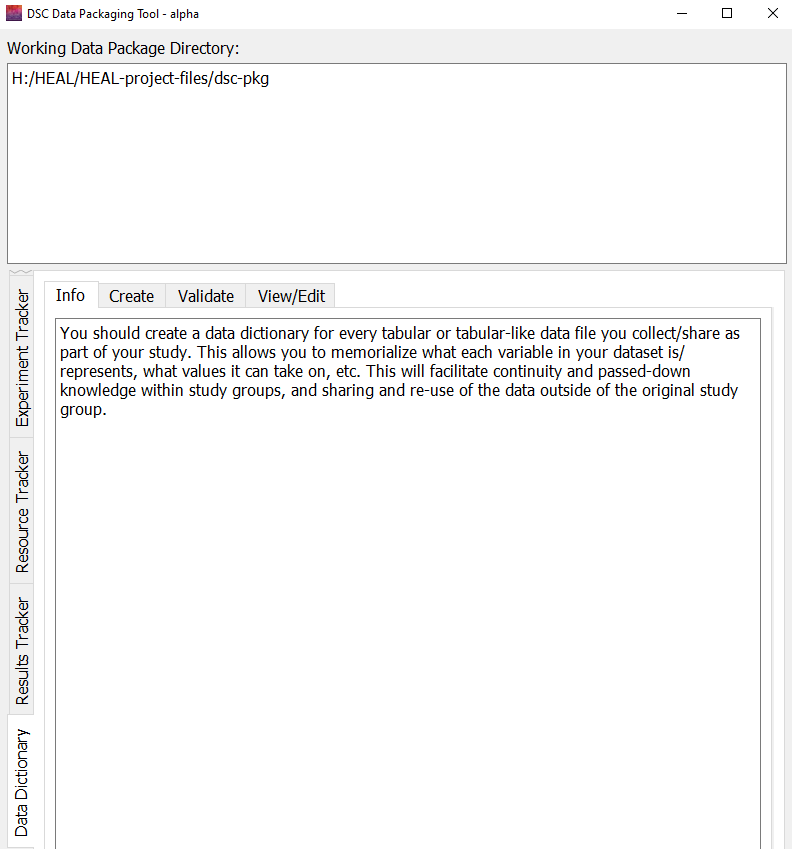 DSC Data Packaging Tool - alpha
Working Data Package Directory:
H:/HEAL/HEAL-project-files/dsc-pkg
Experiment Tracker
Resource Tracker
Results Tracker
Data Dictionary
Info
Create
Validate
View/Edit
You should create a data dictionary for every tabular or tabular-like data file you collect/share as
part of your study. This allows you to memorialize what each variable in your dataset is/
represents, what values it can take on, etc. This will facilitate continuity and passed-down
knowledge within study groups, and sharing and re-use of the data outside of the original study
group.